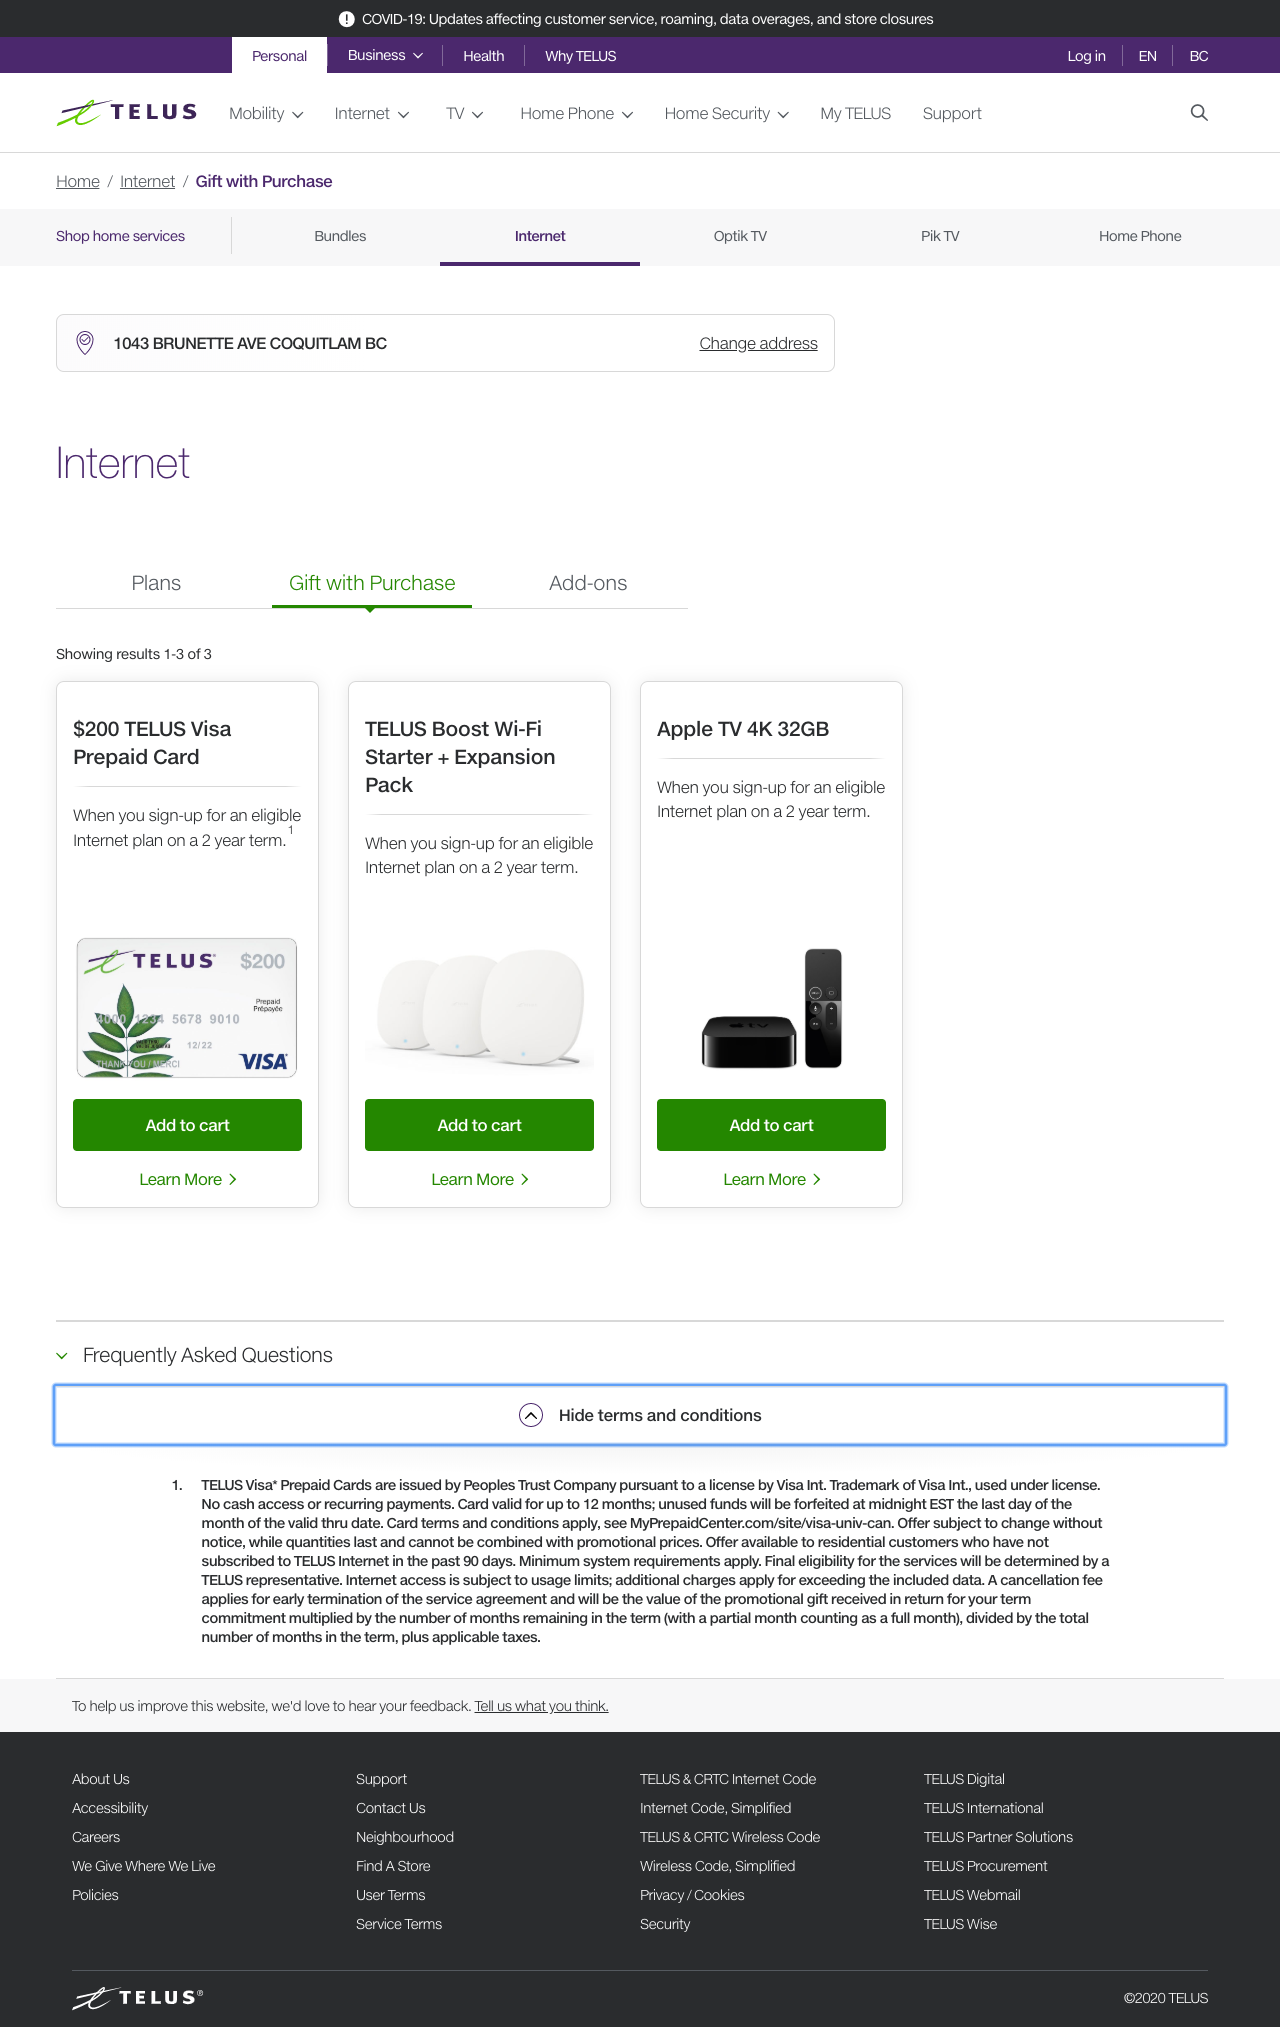 COVID-19: Updates affecting customer service, roaming, data overages, and store closures
Personal
Business
Health
Why TELUS
Log in
EN
BC
TELUS
Mobility
Internet
TV
Home Phone
Home Security
My TELUS
Support
Home / Internet / Gift with Purchase
Shop home services
Bundles
Internet
Optik TV
Pik TV
Home Phone
1043 BRUNETTE AVE COQUITLAM BC
Change address
Internet
Plans
Gift with Purchase
Add-ons
Showing results 1-3 of 3
$200 TELUS Visa
Prepaid Card
When you sign-up for an eligible
Internet plan on a 2 year term.1
TELUS® $200
Prepaid
Prépayée
4000 1234 5678 9010
12/22
THANK YOU / MERCI
VISA
Add to cart
Learn More
TELUS Boost Wi-Fi
Starter + Expansion
Pack
When you sign-up for an eligible
Internet plan on a 2 year term.
Add to cart
Learn More
Apple TV 4K 32GB
When you sign-up for an eligible
Internet plan on a 2 year term.
tv
Add to cart
Learn More
Frequently Asked Questions
Hide terms and conditions
1. TELUS Visa* Prepaid Cards are issued by Peoples Trust Company pursuant to a license by Visa Int. Trademark of Visa Int., used under license.
No cash access or recurring payments. Card valid for up to 12 months; unused funds will be forfeited at midnight EST the last day of the
month of the valid thru date. Card terms and conditions apply, see MyPrepaidCenter.com/site/visa-univ-can. Offer subject to change without
notice, while quantities last and cannot be combined with promotional prices. Offer available to residential customers who have not
subscribed to TELUS Internet in the past 90 days. Minimum system requirements apply. Final eligibility for the services will be determined by a
TELUS representative. Internet access is subject to usage limits; additional charges apply for exceeding the included data. A cancellation fee
applies for early termination of the service agreement and will be the value of the promotional gift received in return for your term
commitment multiplied by the number of months remaining in the term (with a partial month counting as a full month), divided by the total
number of months in the term, plus applicable taxes.
To help us improve this website, we'd love to hear your feedback. Tell us what you think.
About Us
Accessibility
Careers
We Give Where We Live
Policies
Support
Contact Us
Neighbourhood
Find A Store
User Terms
Service Terms
TELUS & CRTC Internet Code
Internet Code, Simplified
TELUS & CRTC Wireless Code
Wireless Code, Simplified
Privacy / Cookies
Security
TELUS Digital
TELUS International
TELUS Partner Solutions
TELUS Procurement
TELUS Webmail
TELUS Wise
TELUS®
©2020 TELUS